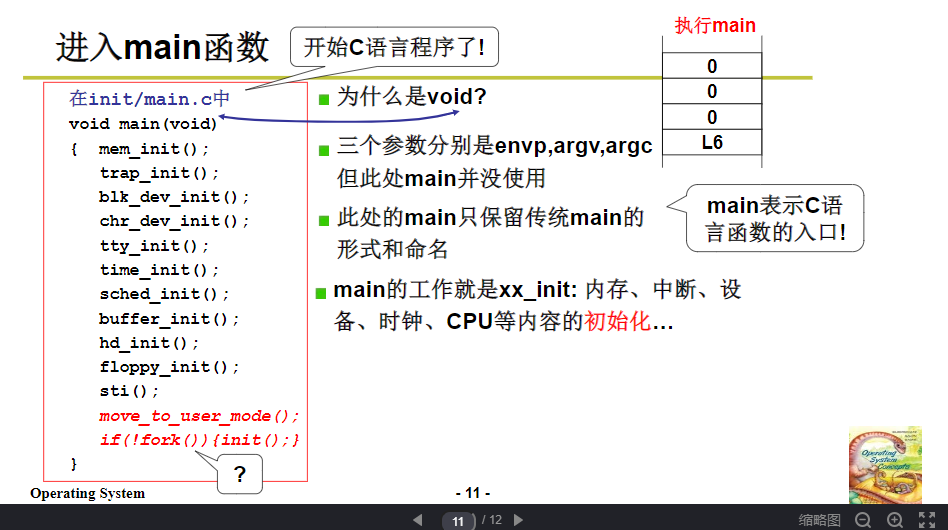 进入main函数
开始C语言程序了!
执行main
0
0
0
L6
在init/main.c中
void main(void)
{ mem_init();
trap_init();
blk_dev_init();
chr_dev_init();
tty_init();
time_init();
sched_init();
buffer_init();
hd_init();
floppy_init();
sti();
move_to_user_mode();
if(!fork()){init();}
}
?
为什么是void?
三个参数分别是envp,argv,argc
但此处main并没使用
此处的main只保留传统main的
形式和命名
main的工作就是xx_init: 内存、中断、设
备、时钟、CPU等内容的初始化...
main表示C语
言函数的入口!
Operating
System
Concepts
Operating System
- 11 -
11 / 12
缩略图